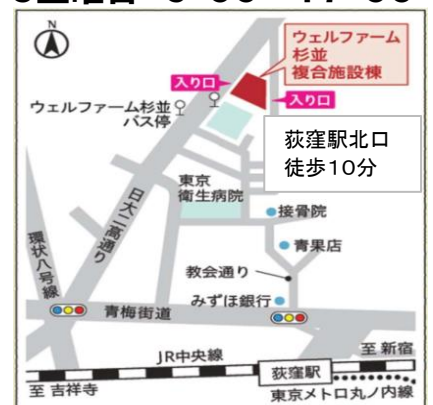 N
ウェルファーム
杉並
複合施設棟
入り口
入り口
ウェルファーム杉並
バス停
荻窪駅北口
徒歩10分
東京
衛生病院
日大二高通り
接骨院
青果店
環状八号線
教会通り
みずほ銀行
青梅街道
JR中央線
至 新宿
荻窪駅
至 吉祥寺
東京メトロ丸ノ内線